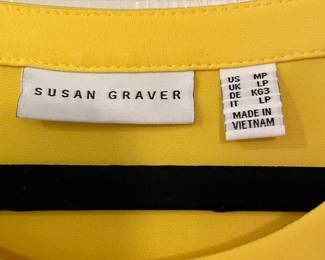 SUSAN GRAVER
US MP
UK LP
DE KG3
IT LP
MADE IN
VIETNAM